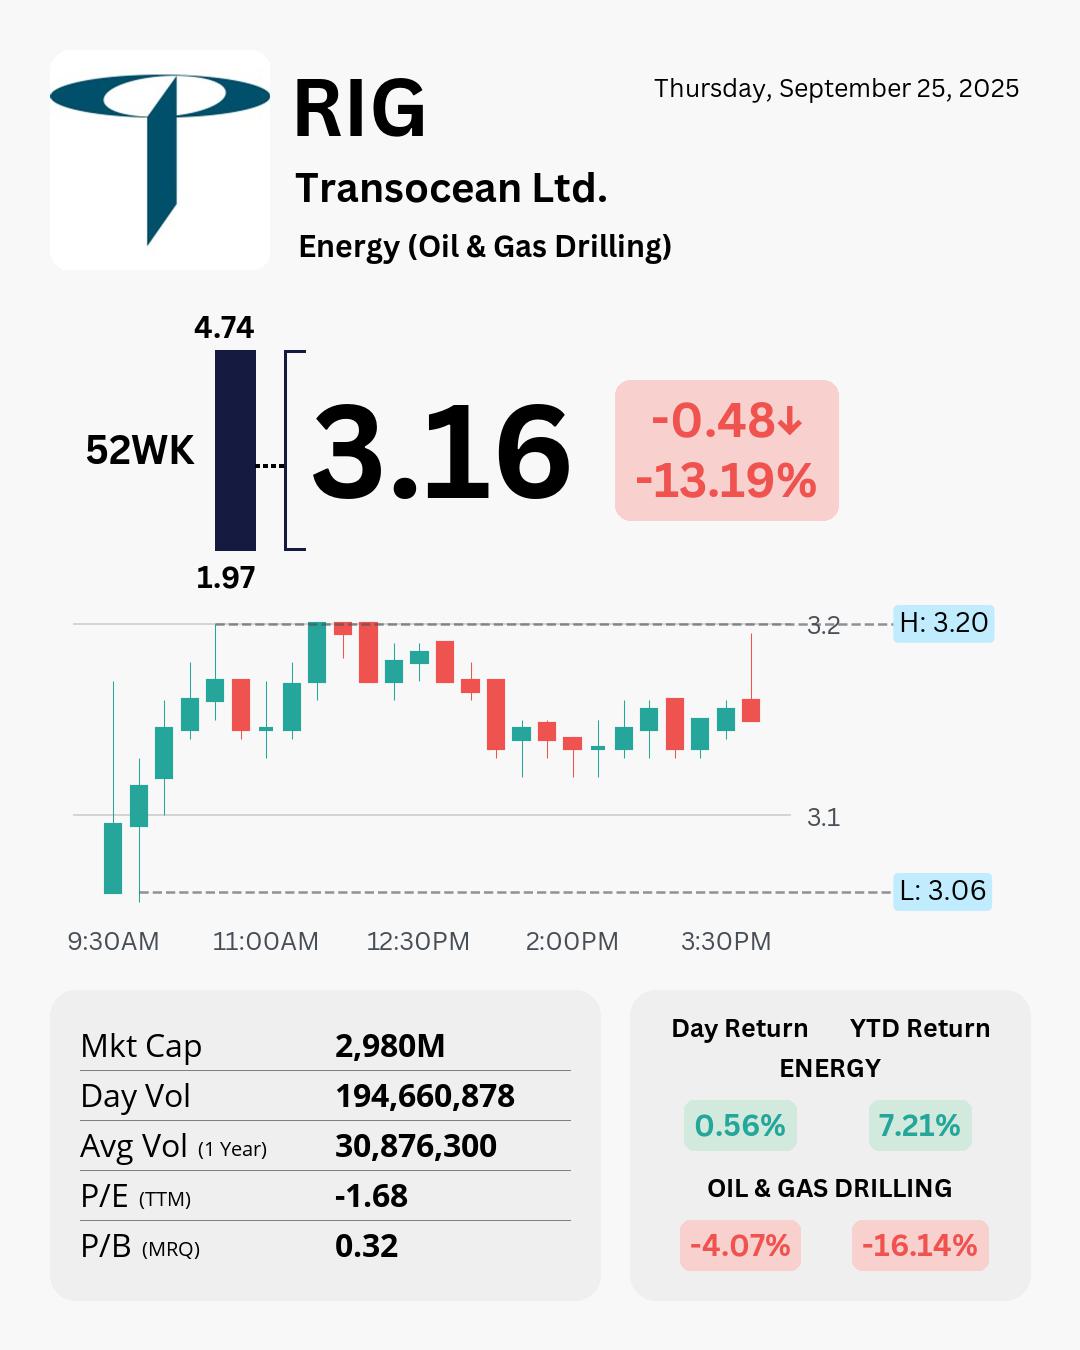 RIG
Thursday, September 25, 2025
Transocean Ltd.
Energy (Oil & Gas Drilling)
4.74
52WK
3.16
-0.48↓
-13.19%
1.97
3.2
H: 3.20
3.1
L: 3.06
9:30AM 11:00AM 12:30PM 2:00PM 3:30PM
Mkt Cap 2,980M
Day Vol 194,660,878
Avg Vol (1 Year) 30,876,300
P/E (TTM) -1.68
P/B (MRQ) 0.32
Day Return YTD Return
ENERGY
0.56% 7.21%
OIL & GAS DRILLING
-4.07% -16.14%